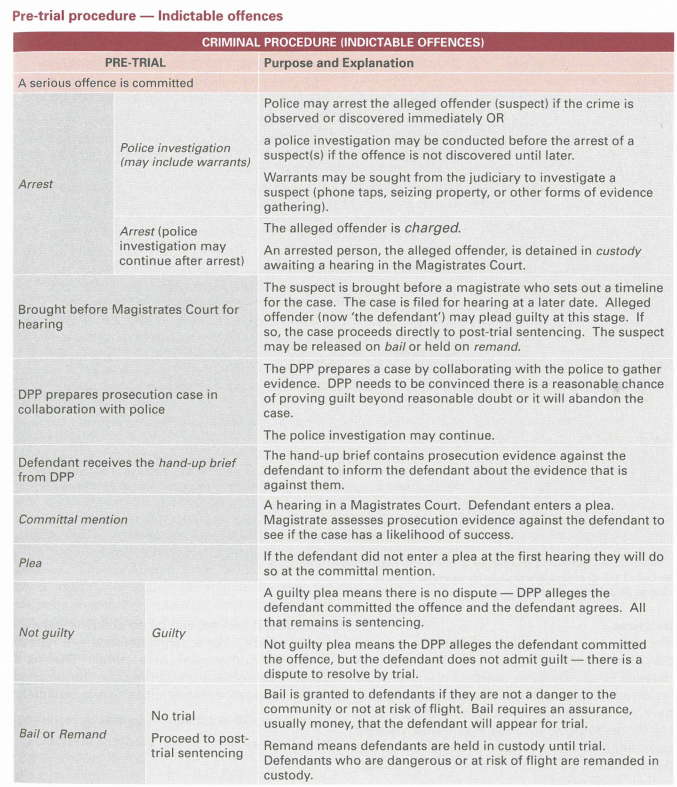 Pre-trial procedure — Indictable offences
CRIMINAL PROCEDURE (INDICTABLE OFFENCES)
PRE-TRIAL
Purpose and Explanation
A serious offence is committed
Arrest
Police investigation
(may include warrants)
Police may arrest the alleged offender (suspect) if the crime is
observed or discovered immediately OR
a police investigation may be conducted before the arrest of a
suspect(s) if the offence is not discovered until later.
Warrants may be sought from the judiciary to investigate a
suspect (phone taps, seizing property, or other forms of evidence
gathering).
Arrest (police
investigation may
continue after arrest)
The alleged offender is charged.
An arrested person, the alleged offender, is detained in custody
awaiting a hearing in the Magistrates Court.
Brought before Magistrates Court for
hearing
The suspect is brought before a magistrate who sets out a timeline
for the case. The case is filed for hearing at a later date. Alleged
offender (now 'the defendant') may plead guilty at this stage. If
so, the case proceeds directly to post-trial sentencing. The suspect
may be released on bail or held on remand.
DPP prepares prosecution case in
collaboration with police
The DPP prepares a case by collaborating with the police to gather
evidence. DPP needs to be convinced there is a reasonable chance
of proving guilt beyond reasonable doubt or it will abandon the
case.
The police investigation may continue.
Defendant receives the hand-up brief
from DPP
The hand-up brief contains prosecution evidence against the
defendant to inform the defendant about the evidence that is
against them.
Committal mention
A hearing in a Magistrates Court. Defendant enters a plea.
Magistrate assesses prosecution evidence against the defendant to
see if the case has a likelihood of success.
Plea
If the defendant did not enter a plea at the first hearing they will do
so at the committal mention.
Not guilty
Guilty
A guilty plea means there is no dispute — DPP alleges the
defendant committed the offence and the defendant agrees. All
that remains is sentencing.
Not guilty plea means the DPP alleges the defendant committed
the offence, but the defendant does not admit guilt — there is a
dispute to resolve by trial.
Bail or Remand
No trial
Proceed to post-
trial sentencing
Bail is granted to defendants if they are not a danger to the
community or not at risk of flight. Bail requires an assurance,
usually money, that the defendant will appear for trial.
Remand means defendants are held in custody until trial.
Defendants who are dangerous or at risk of flight are remanded in
custody.